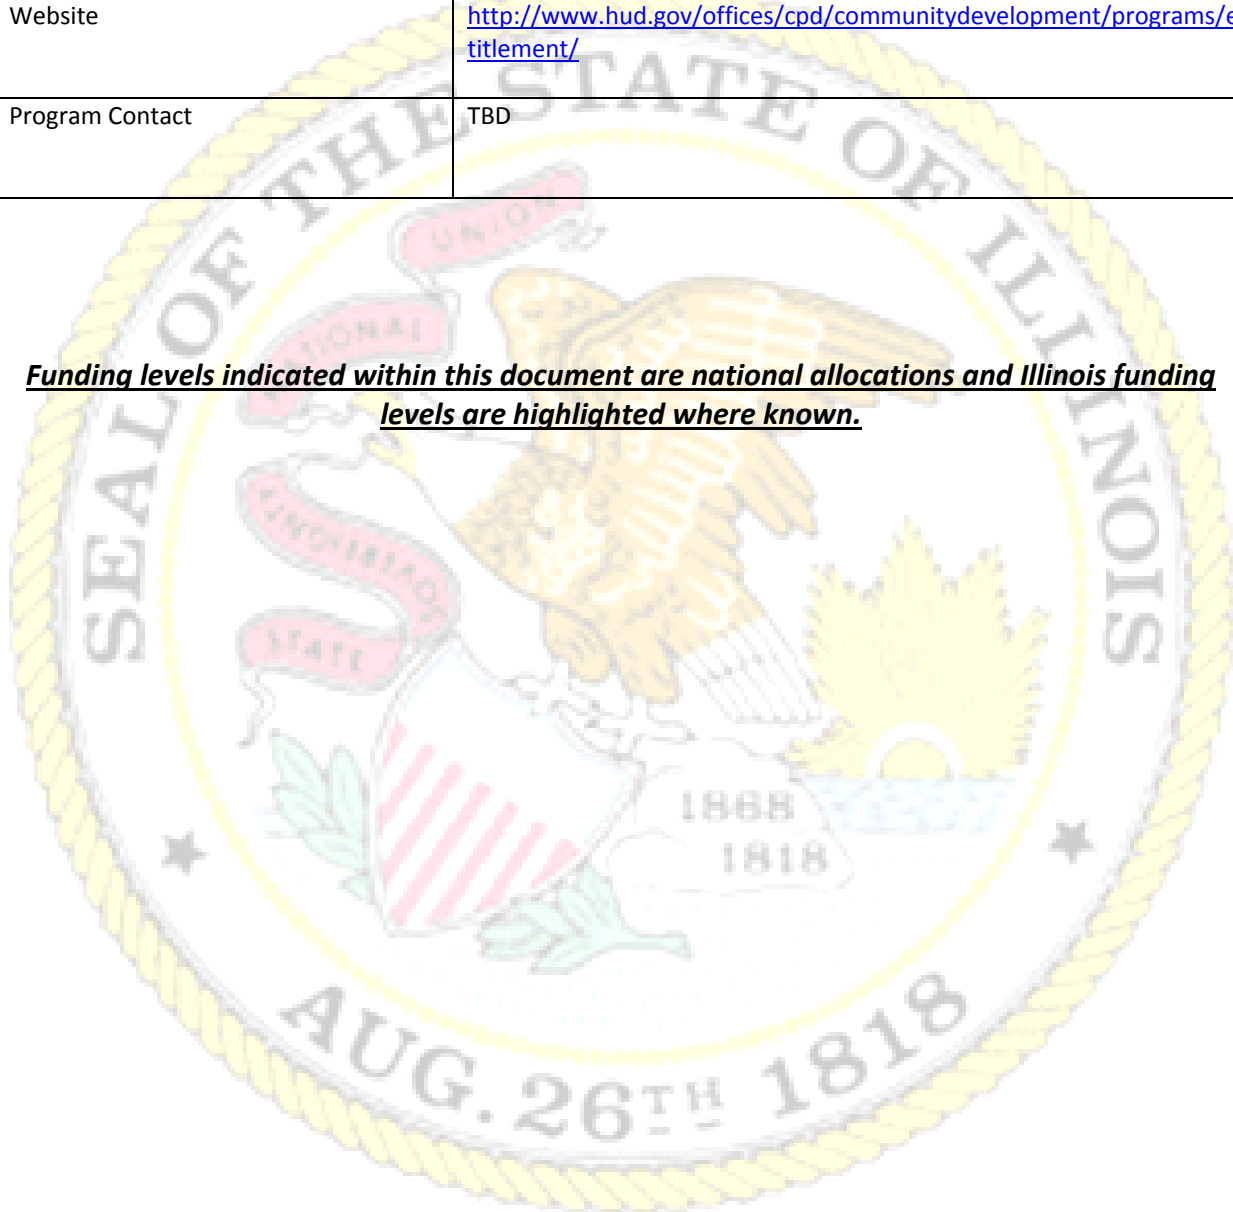 Website
http://www.hud.gov/offices/cpd/communitydevelopment/programs/e
titlement/
Program Contact
TBD
Funding levels indicated within this document are national allocations and Illinois funding
levels are highlighted where known.
SEAL OF THE STATE OF ILLINOIS
UNION
NATIONAL
SOVEREIGNTY
STATE
1868
1818
AUG. 26TH 1818